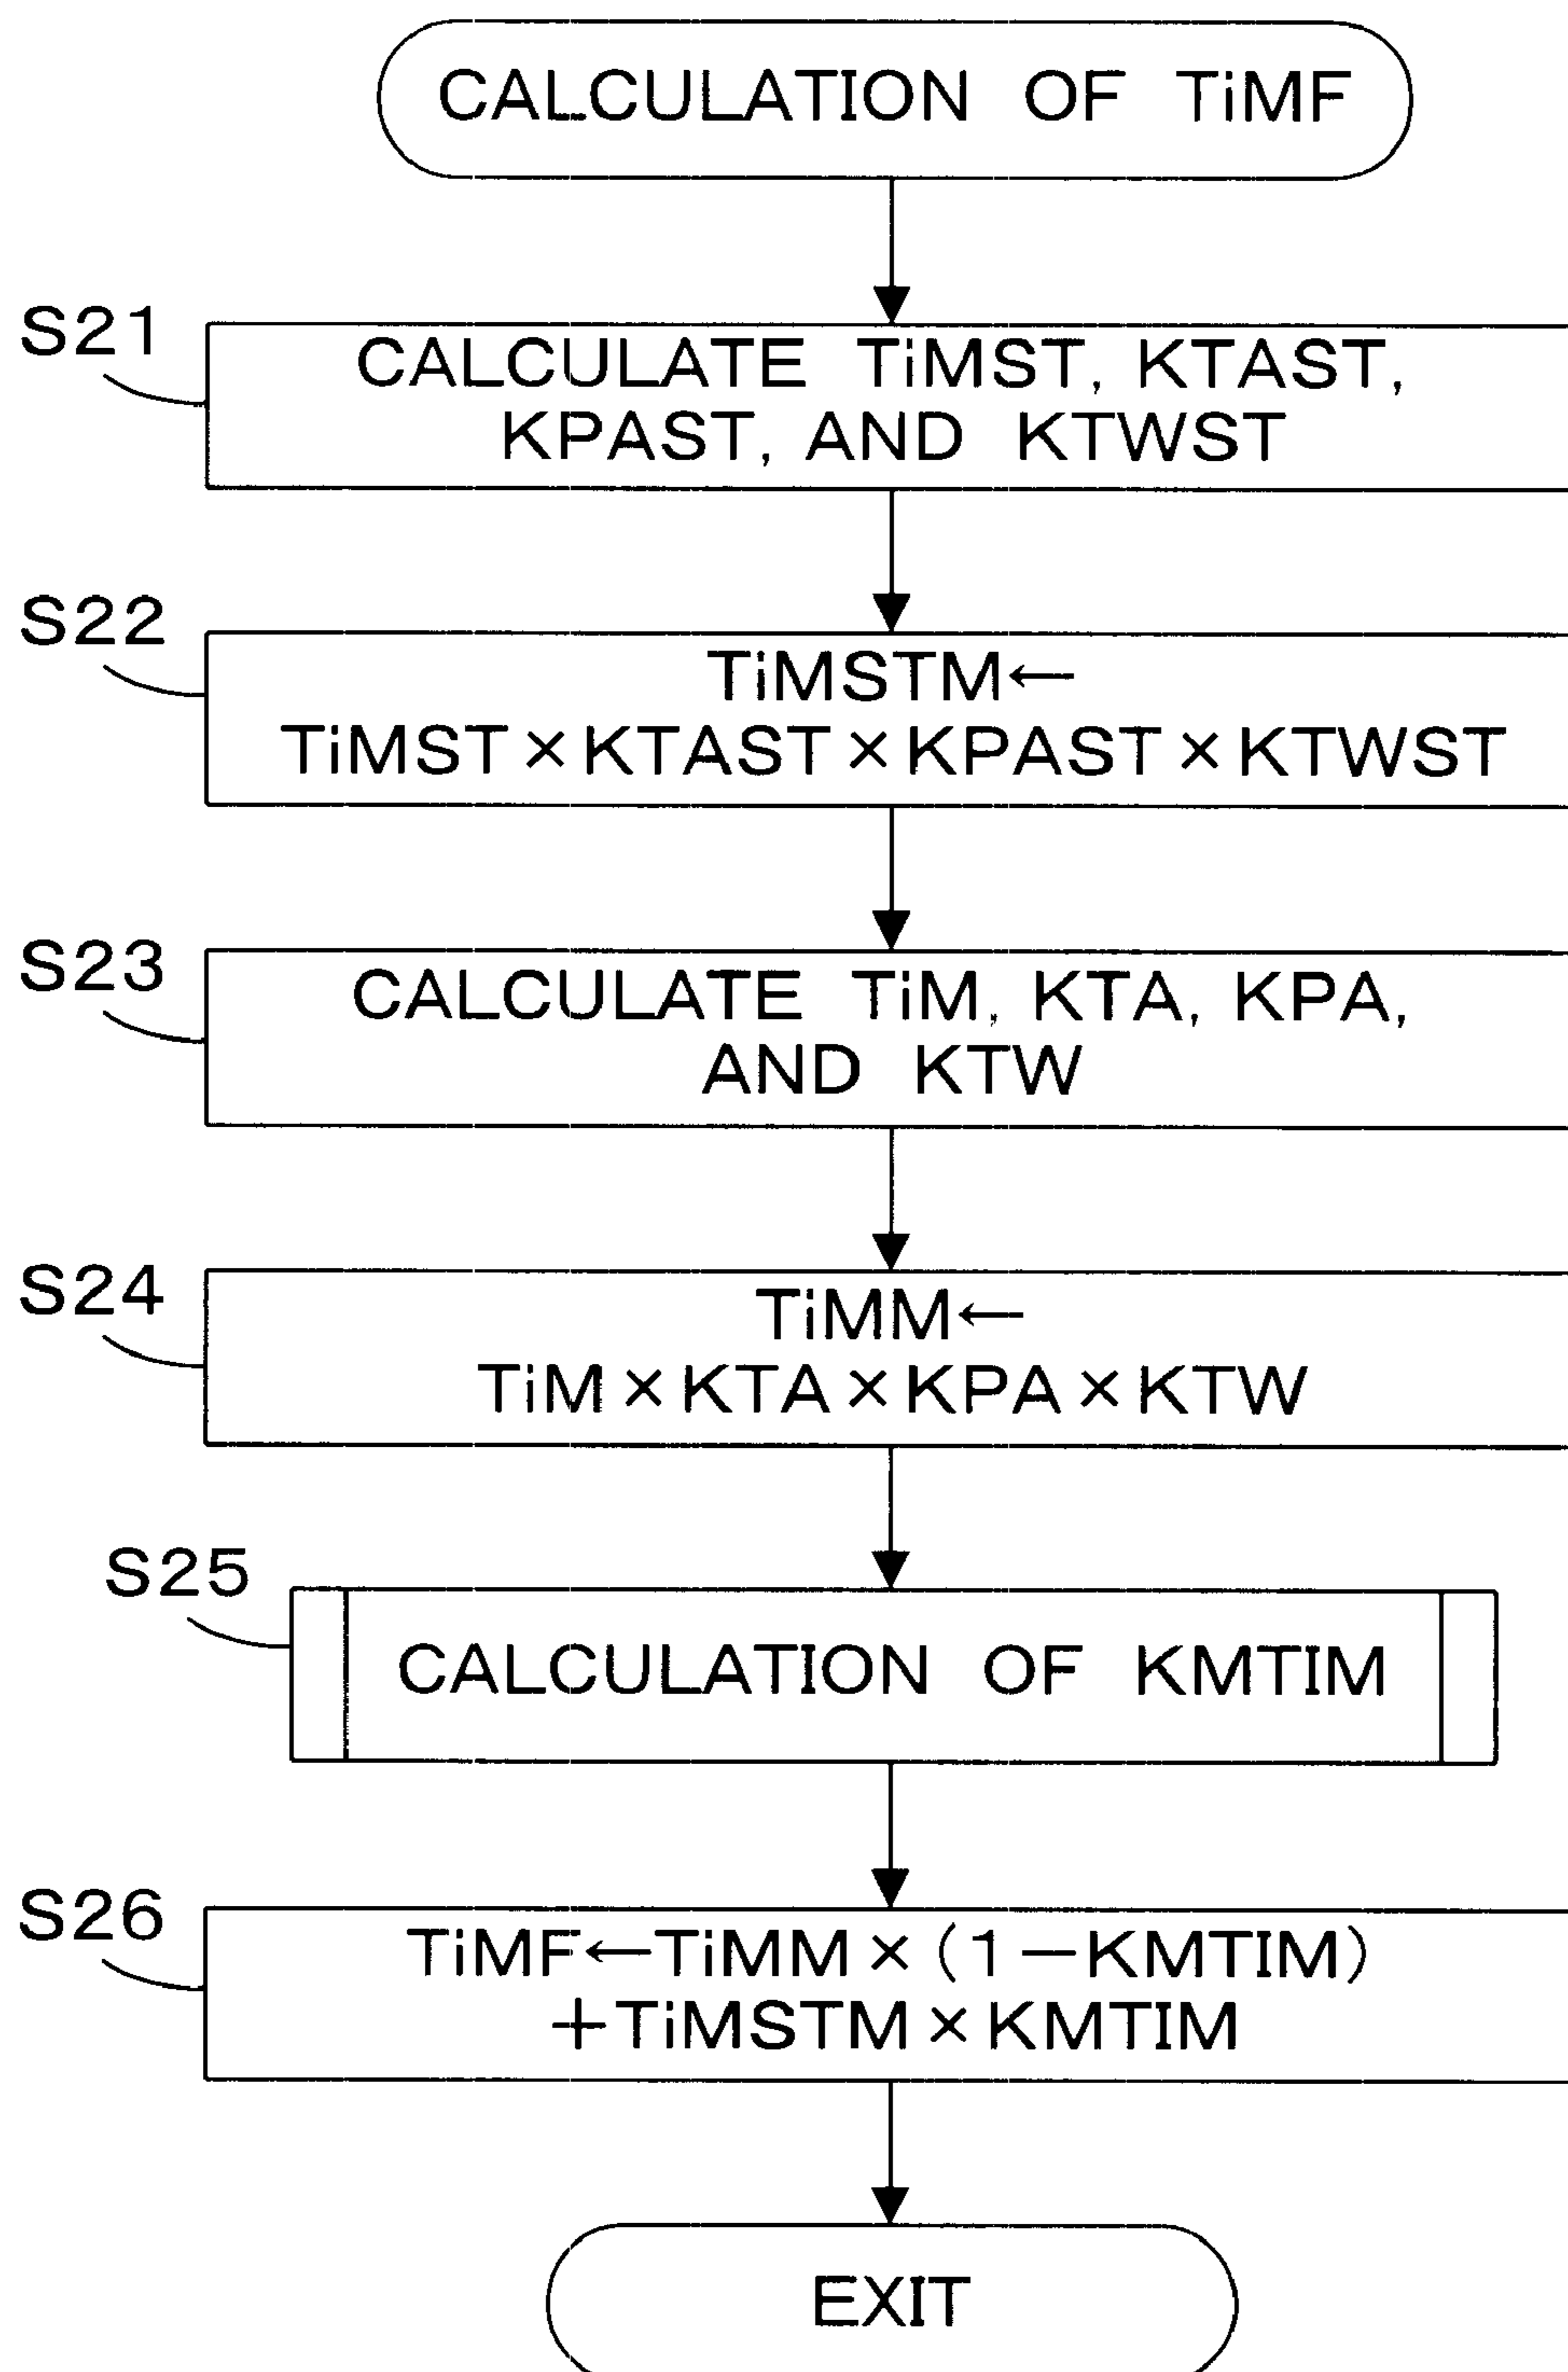 CALCULATION OF TiMF
S21
CALCULATE TiMST, KTAST,
KPAST, AND KTWST
S22
TiMSTM←
TiMST×KTAST×KPAST×KTWST
S23
CALCULATE TiM, KTA, KPA,
AND KTW
S24
TiMM←
TiM×KTA×KPA×KTW
S25
CALCULATION OF KMTIM
S26
TiMF←TiMM×(1−KMTIM)
+TiMSTM×KMTIM
EXIT